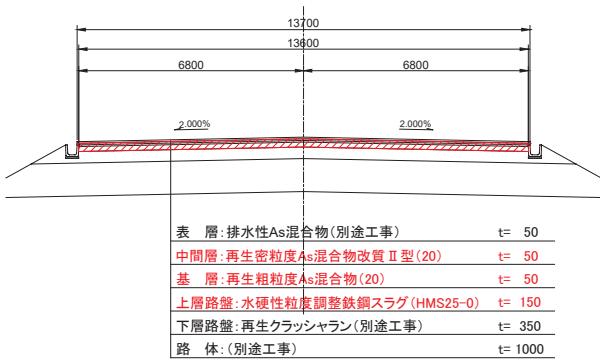 13700
13600
6800 6800
2.000% 2.000%
表　層:排水性As混合物(別途工事) t= 50
中間層:再生密粒度As混合物改質Ⅱ型(20) t= 50
基　層:再生粗粒度As混合物(20) t= 50
上層路盤:水硬性粒度調整鉄鋼スラグ(HMS25-0) t= 150
下層路盤:再生クラッシャラン(別途工事) t= 350
路　体:(別途工事) t= 1000